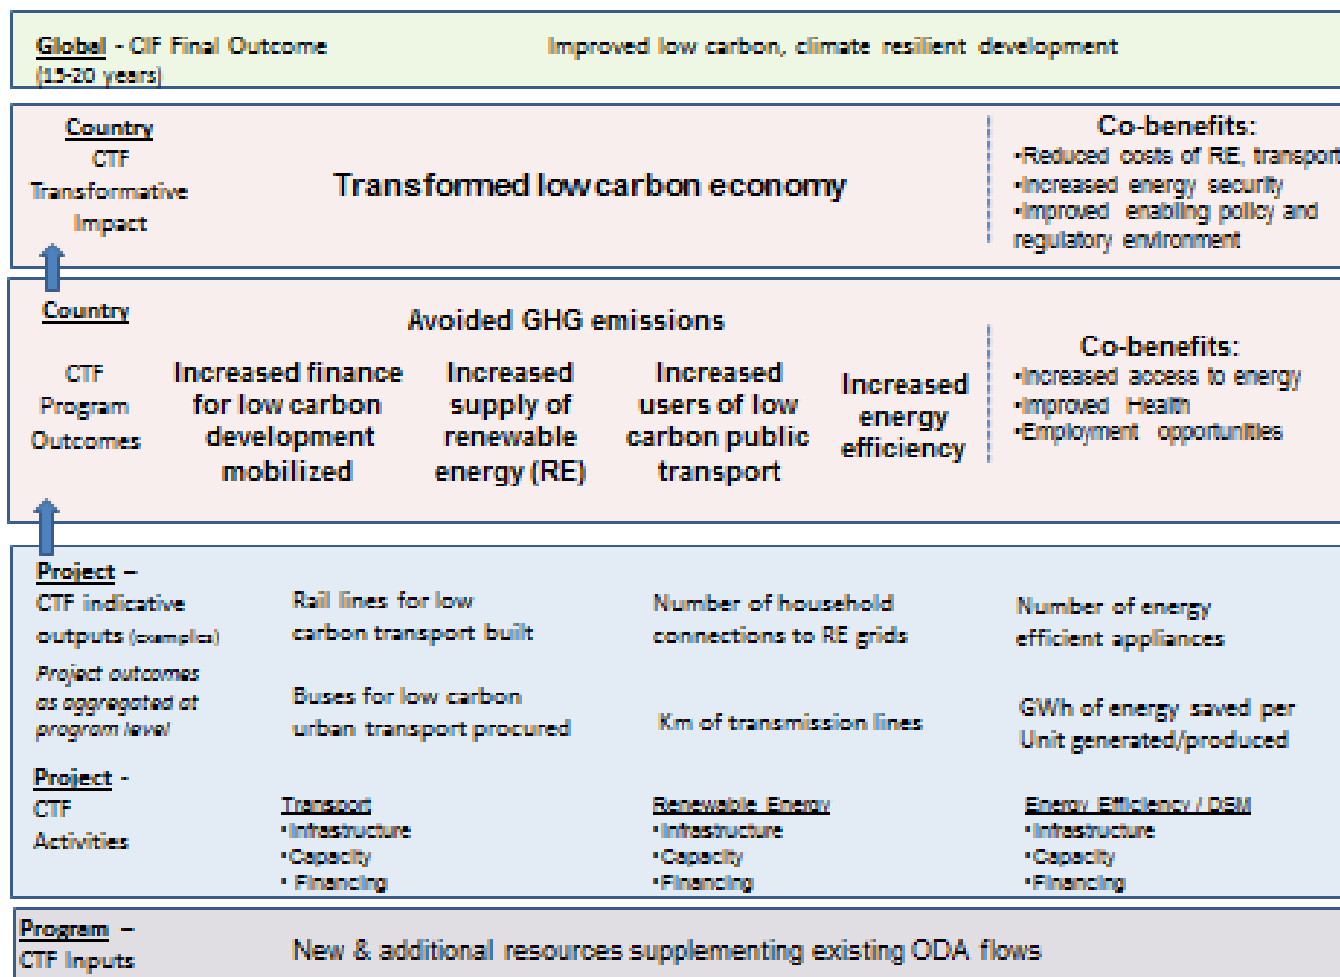 Global - CIF Final Outcome
(15-20 years)
Improved low carbon, climate resilient development
Country
CTF
Transformative
Impact
Transformed low carbon economy
Co-benefits:
•Reduced costs of RE, transport
•Increased energy security
•Improved enabling policy and
regulatory environment
Country
CTF
Program
Outcomes
Avoided GHG emissions
Increased finance
for low carbon
development
mobilized
Increased
supply of
renewable
energy (RE)
Increased
users of low
carbon public
transport
Increased
energy
efficiency
Co-benefits:
•Increased access to energy
•Improved Health
•Employment opportunities
Project –
CTF indicative
outputs (examples)
Project outcomes
as aggregated at
program level
Rail lines for low
carbon transport built
Buses for low carbon
urban transport procured
Number of household
connections to RE grids
Km of transmission lines
Number of energy
efficient appliances
GWh of energy saved per
Unit generated/produced
Project -
CTF
Activities
Transport
•Infrastructure
•Capacity
• Financing
Renewable Energy
•Infrastructure
•Capacity
•Financing
Energy Efficiency / DSM
•Infrastructure
•Capacity
•Financing
Program –
CTF Inputs
New & additional resources supplementing existing ODA flows